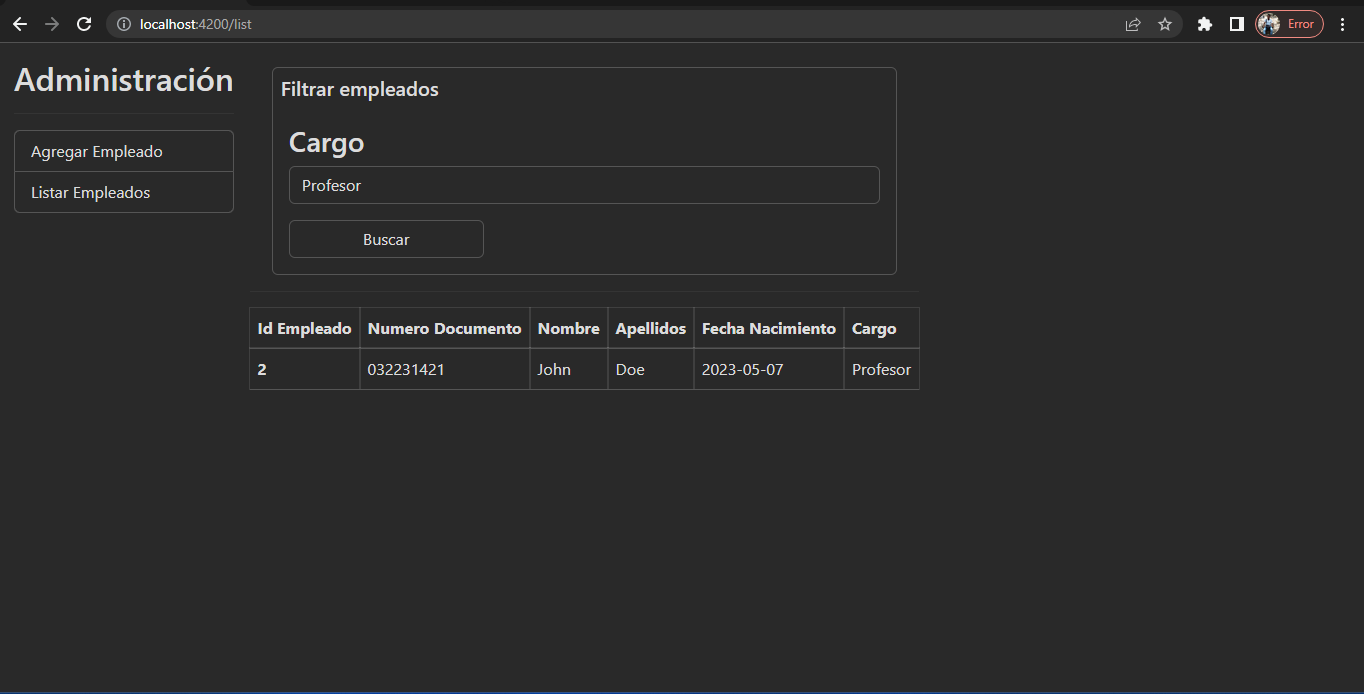 localhost:4200/list
Error
Administración
Agregar Empleado
Listar Empleados
Filtrar empleados
Cargo
Profesor
Buscar
Id Empleado Numero Documento Nombre Apellidos Fecha Nacimiento Cargo
2 032231421 John Doe 2023-05-07 Profesor